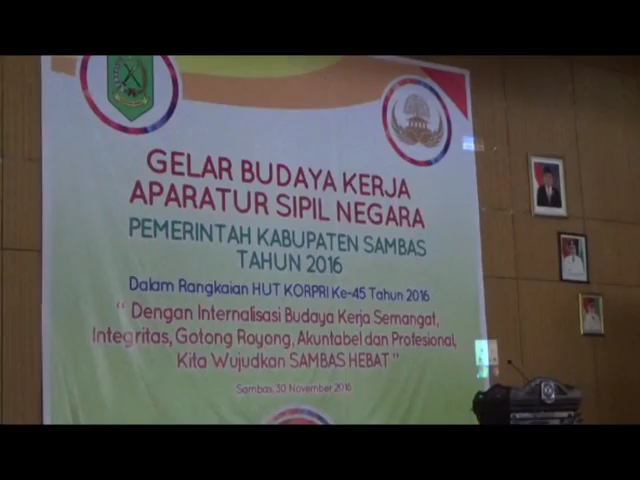 GELAR BUDAYA KERJA
APARATUR SIPIL NEGARA
PEMERINTAH KABUPATEN SAMBAS
TAHUN 2016
Dalam Rangkaian HUT KORPRI Ke-45 Tahun 2016
“ Dengan Internalisasi Budaya Kerja Semangat,
Integritas, Gotong Royong, Akuntabel dan Profesional,
Kita Wujudkan SAMBAS HEBAT ”
Sambas, 30 November 2016